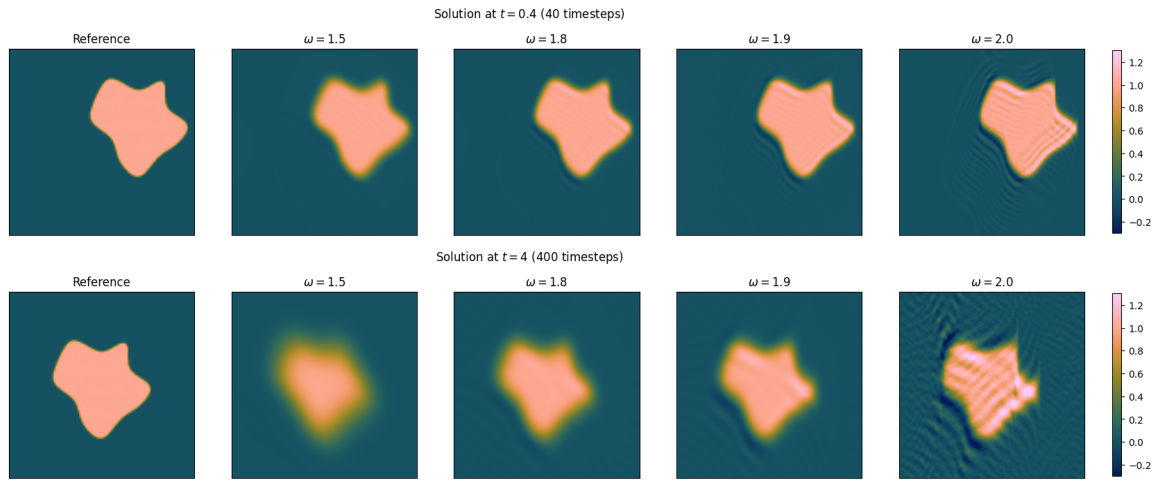 Solution at t = 0.4 (40 timesteps)
Reference
ω = 1.5
ω = 1.8
ω = 1.9
ω = 2.0
1.2
1.0
0.8
0.6
0.4
0.2
0.0
−0.2
Solution at t = 4 (400 timesteps)
Reference
ω = 1.5
ω = 1.8
ω = 1.9
ω = 2.0
1.2
1.0
0.8
0.6
0.4
0.2
0.0
−0.2